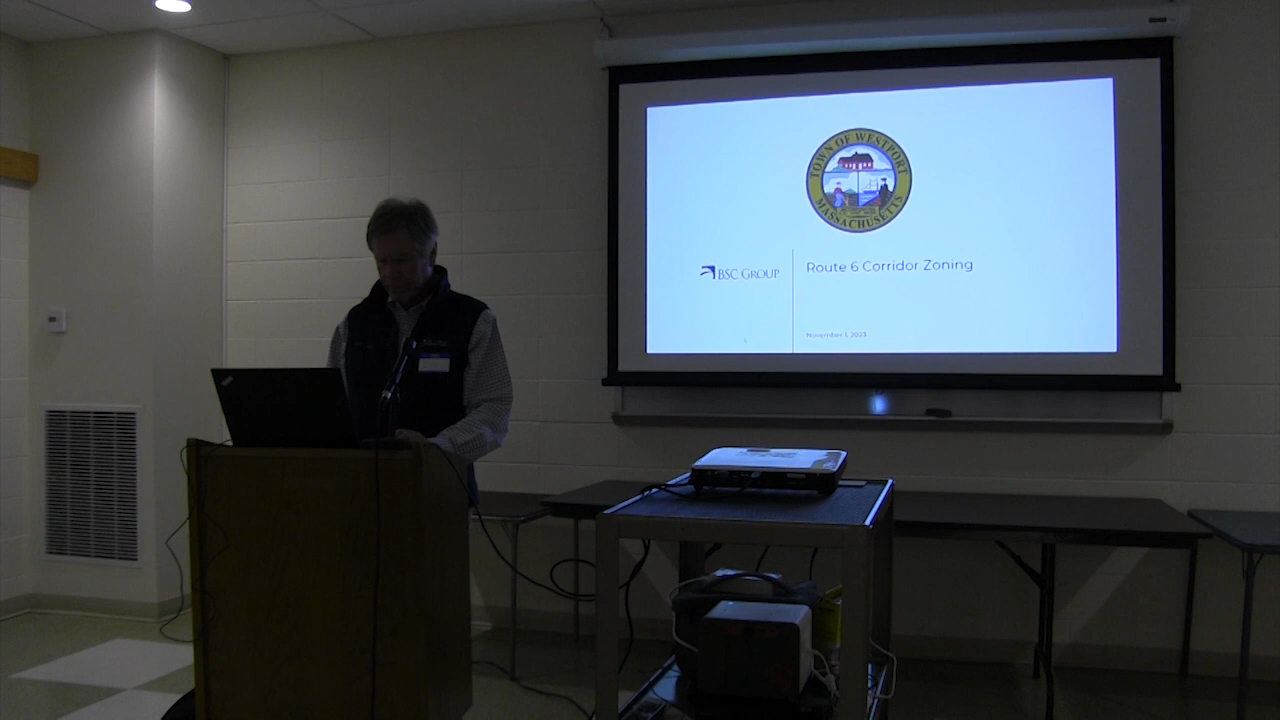 TOWN OF WESTPORT
MASSACHUSETTS
BSC GROUP
Route 6 Corridor Zoning
November 1, 2023